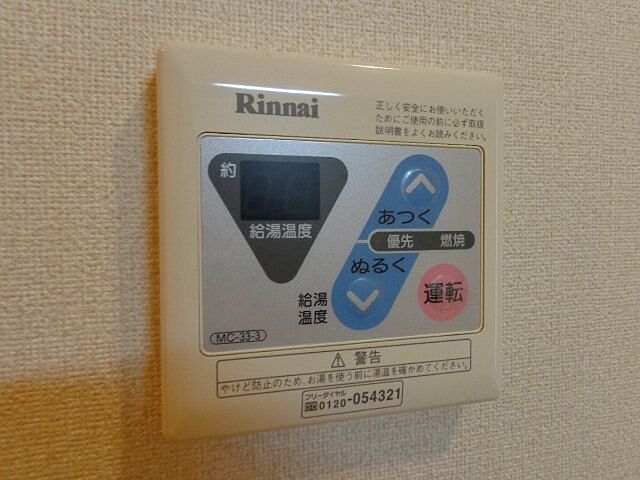 Rinnai
正しく安全にお使いいただく
ためにご使用の前に必ず取扱
説明書をよくお読みください。
約
給湯温度
あつく
優先 燃焼
ぬるく
給湯
温度
運転
MC-33-3
⚠ 警告
やけど防止のため、お湯を使う前に湯温を確かめてください。
フリーダイヤル
0120-054321